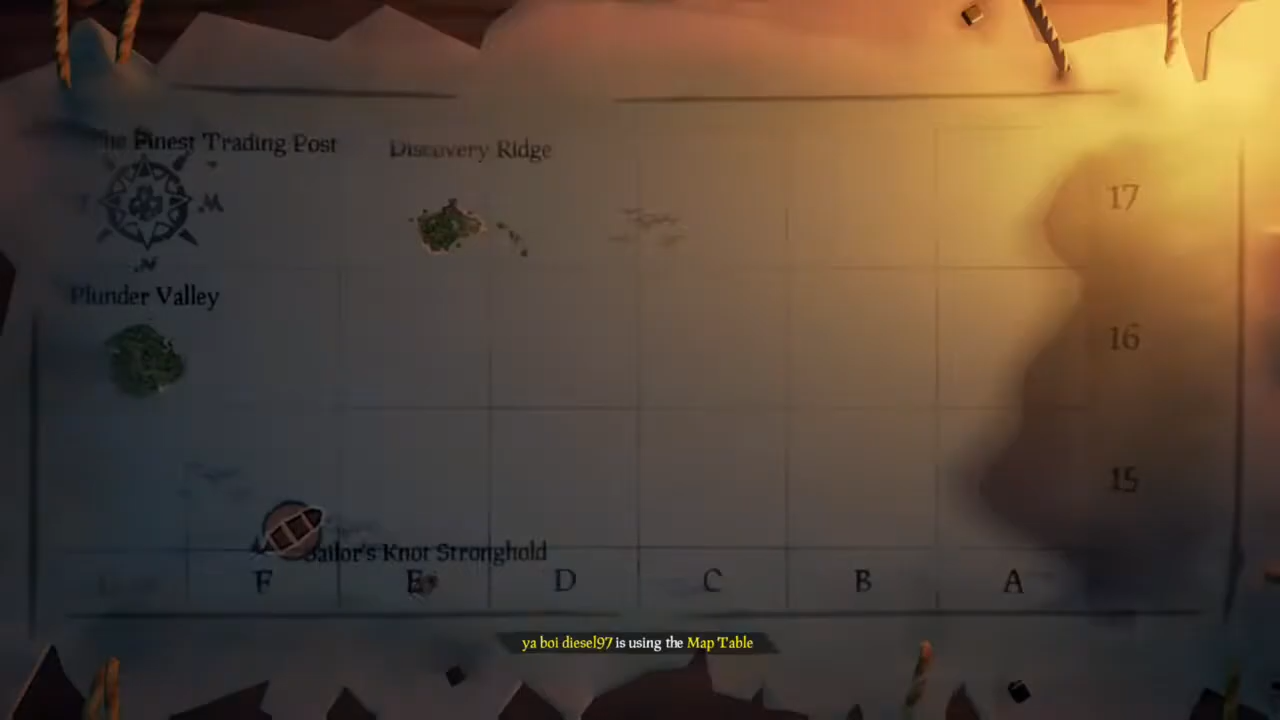 The Finest Trading Post
Discovery Ridge
W
N
17
Plunder Valley
16
15
Sailor's Knot Stronghold
F E D C B A
ya boi diesel97 is using the Map Table